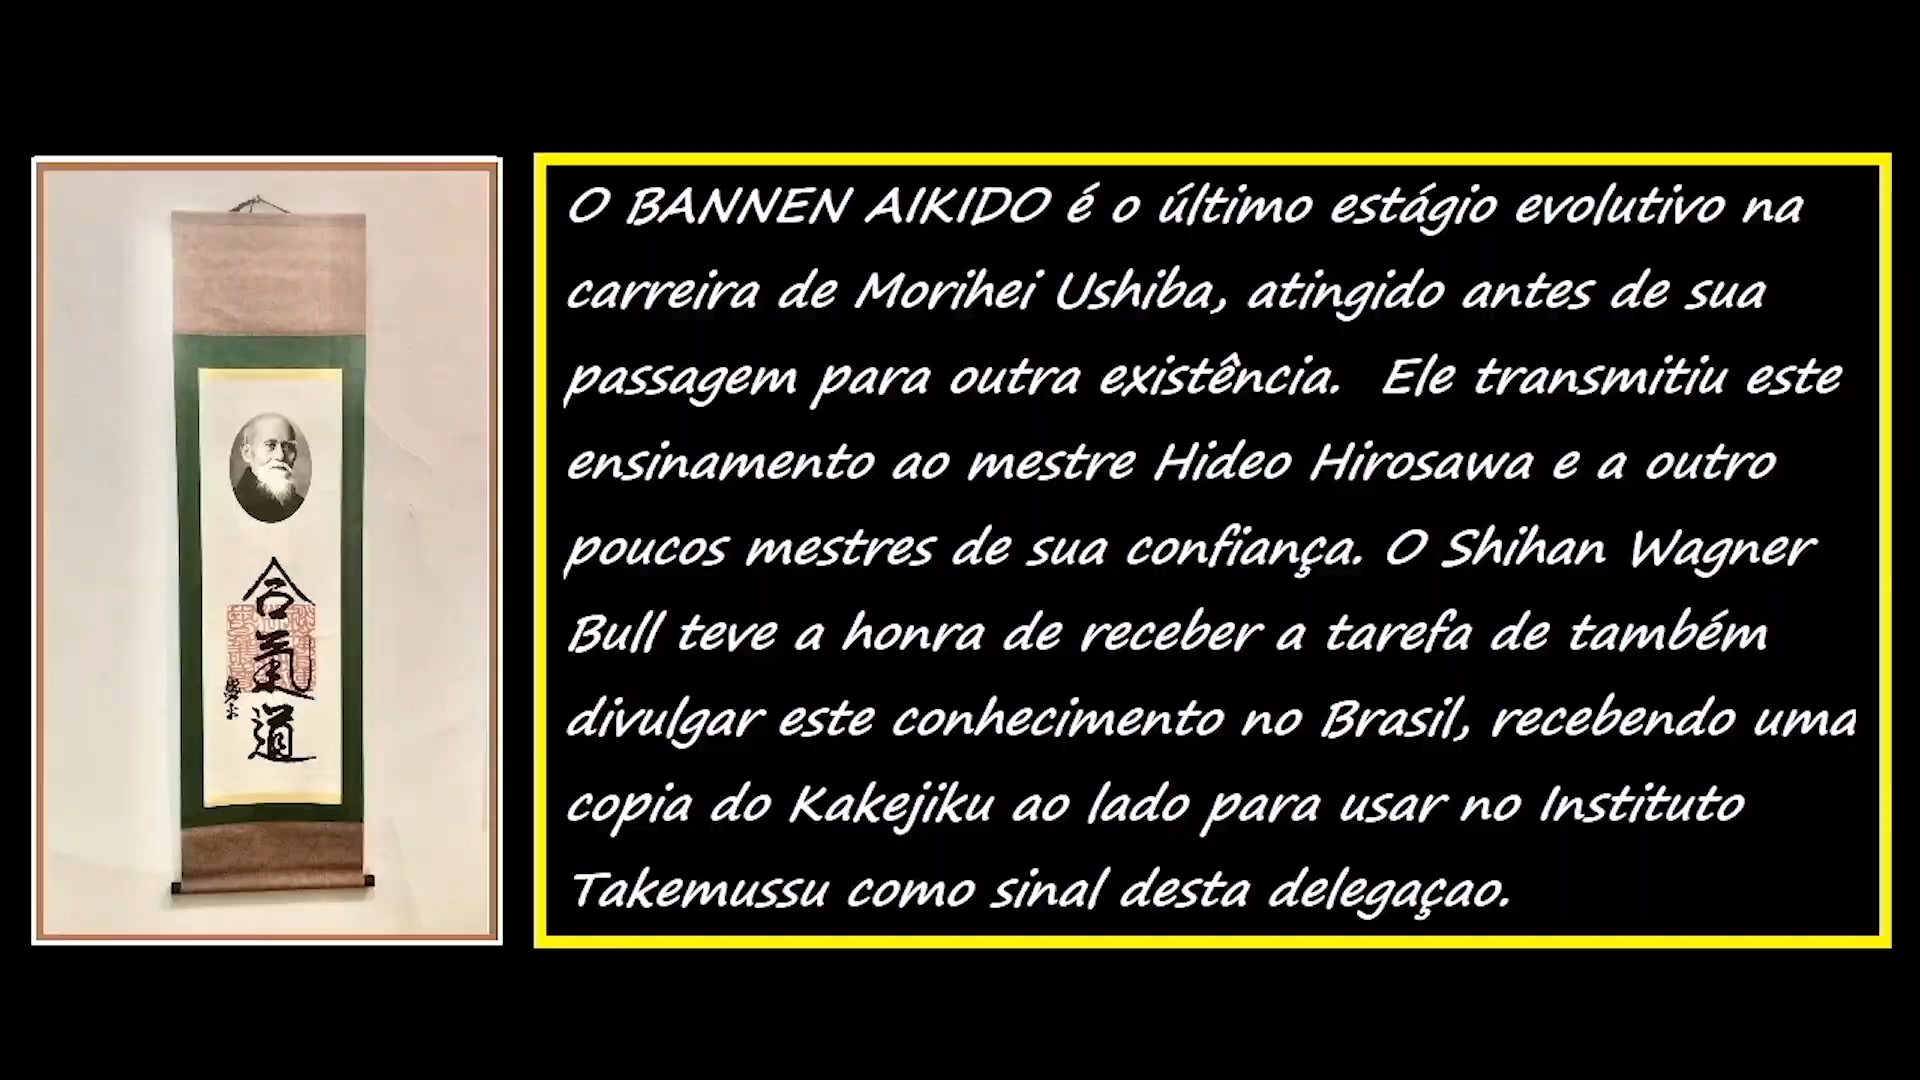 合
氣
道
O BANNEN AIKIDO é o último estágio evolutivo na
carreira de Morihei Ushiba, atingido antes de sua
passagem para outra existência. Ele transmitiu este
ensinamento ao mestre Hideo Hirosawa e a outro
poucos mestres de sua confiança. O Shihan Wagner
Bull teve a honra de receber a tarefa de também
divulgar este conhecimento no Brasil, recebendo uma
copia do Kakejiku ao lado para usar no Instituto
Takemussu como sinal desta delegaçao.